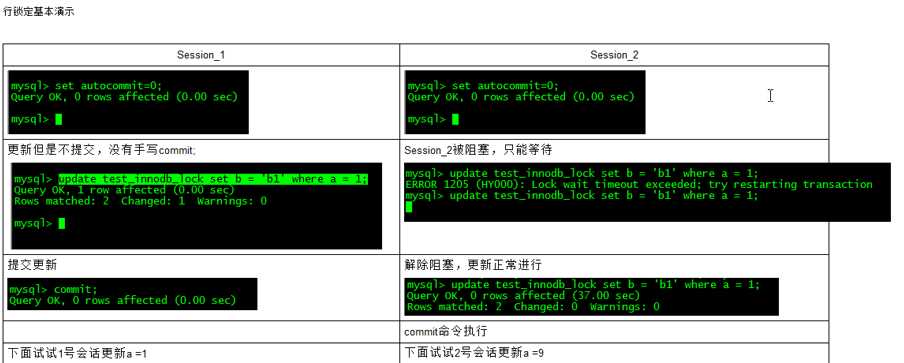 行锁定基本演示
Session_1
Session_2
mysql> set autocommit=0;
Query OK, 0 rows affected (0.00 sec)
mysql>
mysql> set autocommit=0;
Query OK, 0 rows affected (0.00 sec)
mysql>
更新但是不提交，没有手写commit;
Session_2被阻塞，只能等待
mysql> update test_innodb_lock set b = 'b1' where a = 1;
Query OK, 1 row affected (0.00 sec)
Rows matched: 2  Changed: 1  Warnings: 0
mysql>
mysql> update test_innodb_lock set b = 'b1' where a = 1;
ERROR 1205 (HY000): Lock wait timeout exceeded; try restarting transaction
mysql> update test_innodb_lock set b = 'b1' where a = 1;
提交更新
解除阻塞，更新正常进行
mysql> commit;
Query OK, 0 rows affected (0.00 sec)
mysql> update test_innodb_lock set b = 'b1' where a = 1;
Query OK, 0 rows affected (37.00 sec)
Rows matched: 2  Changed: 0  Warnings: 0
commit命令执行
下面试试1号会话更新a =1
下面试试2号会话更新a =9